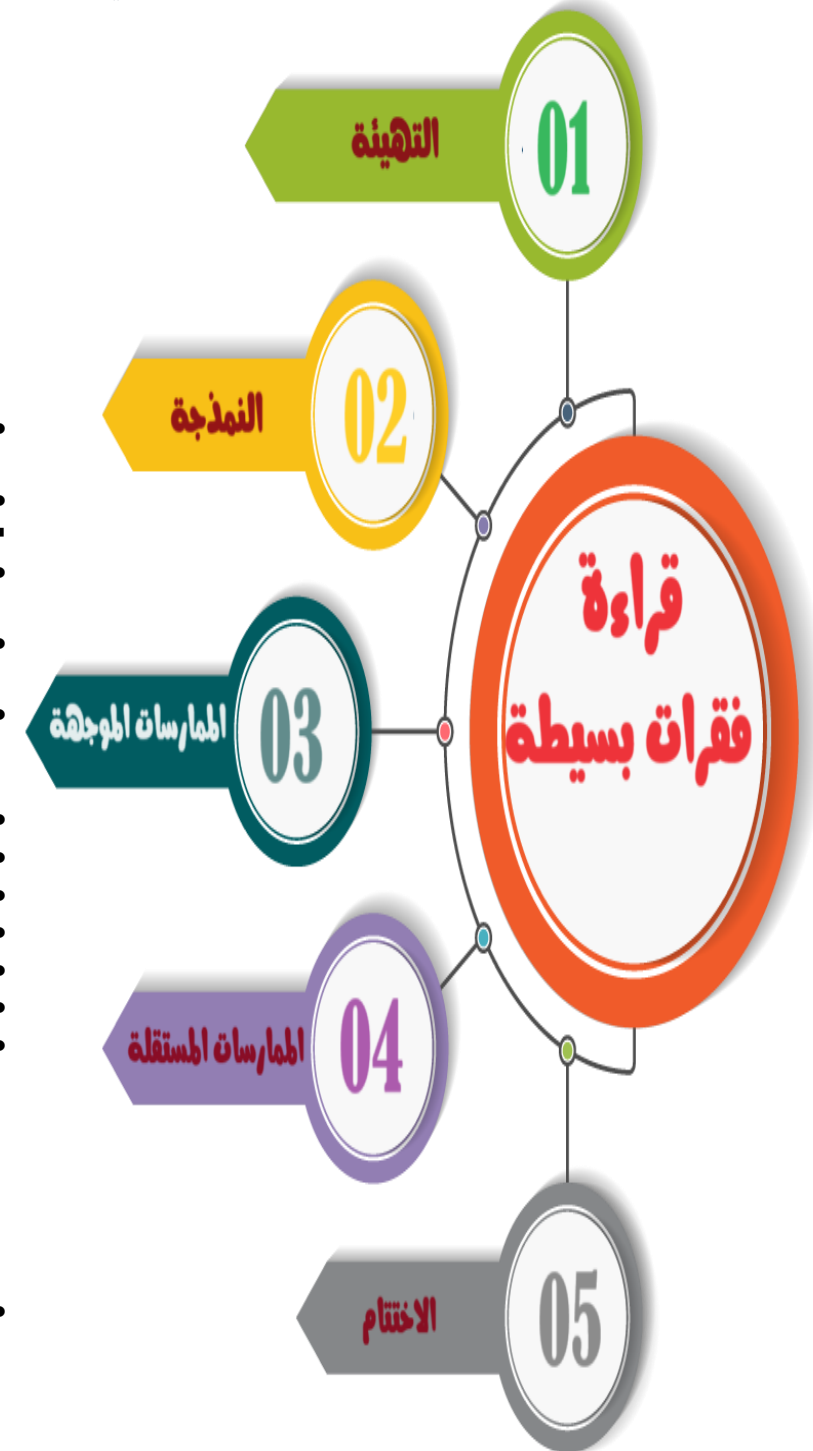 قراءة
فقرات بسيطة
01
التهيئة
02
النمذجة
03
الممارسات الموجهة
04
الممارسات المستقلة
05
الاختتام